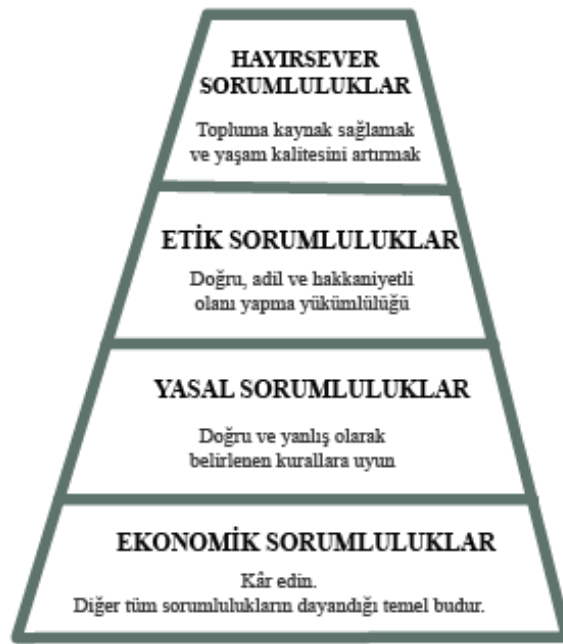 HAYIRSEVER
SORUMLULUKLAR
Topluma kaynak sağlamak
ve yaşam kalitesini artırmak
ETİK SORUMLULUKLAR
Doğru, adil ve hakkaniyetli
olanı yapma yükümlülüğü
YASAL SORUMLULUKLAR
Doğru ve yanlış olarak
belirlenen kurallara uyun
EKONOMİK SORUMLULUKLAR
Kâr edin.
Diğer tüm sorumlulukların dayandığı temel budur.